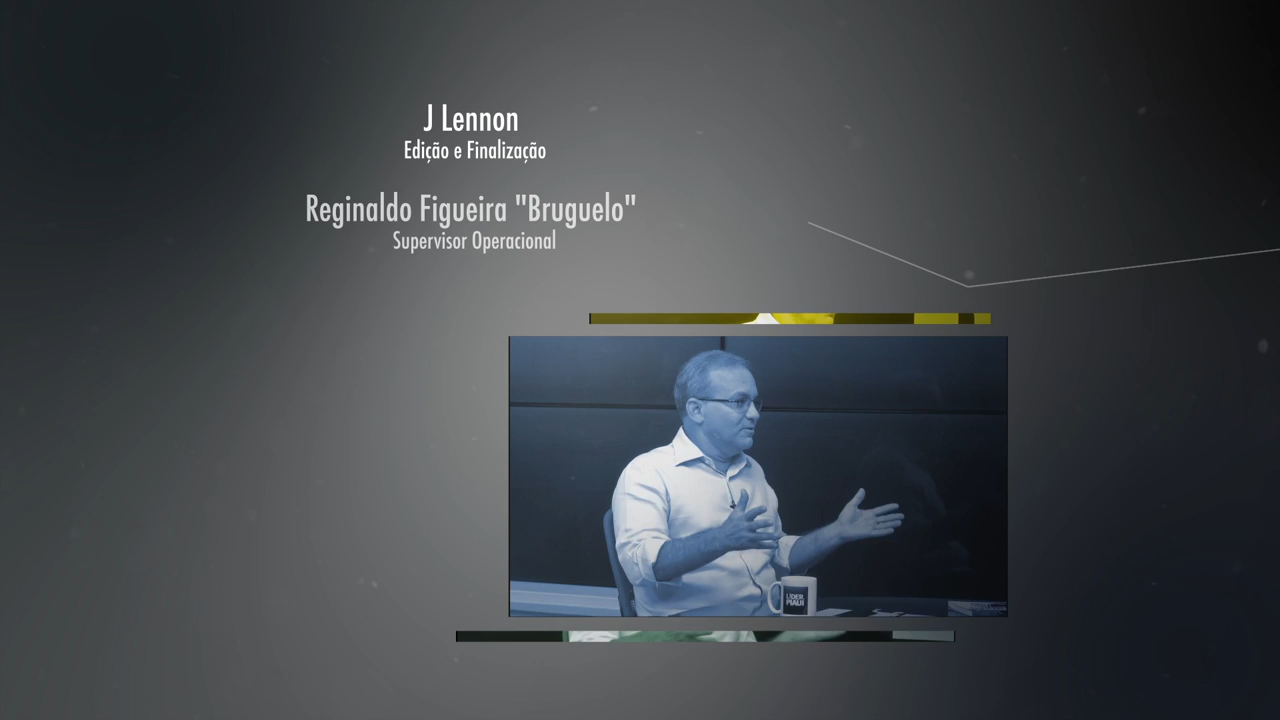 J Lennon
Edição e Finalização
Reginaldo Figueira "Bruguelo"
Supervisor Operacional
LÍDER
PIAUÍ